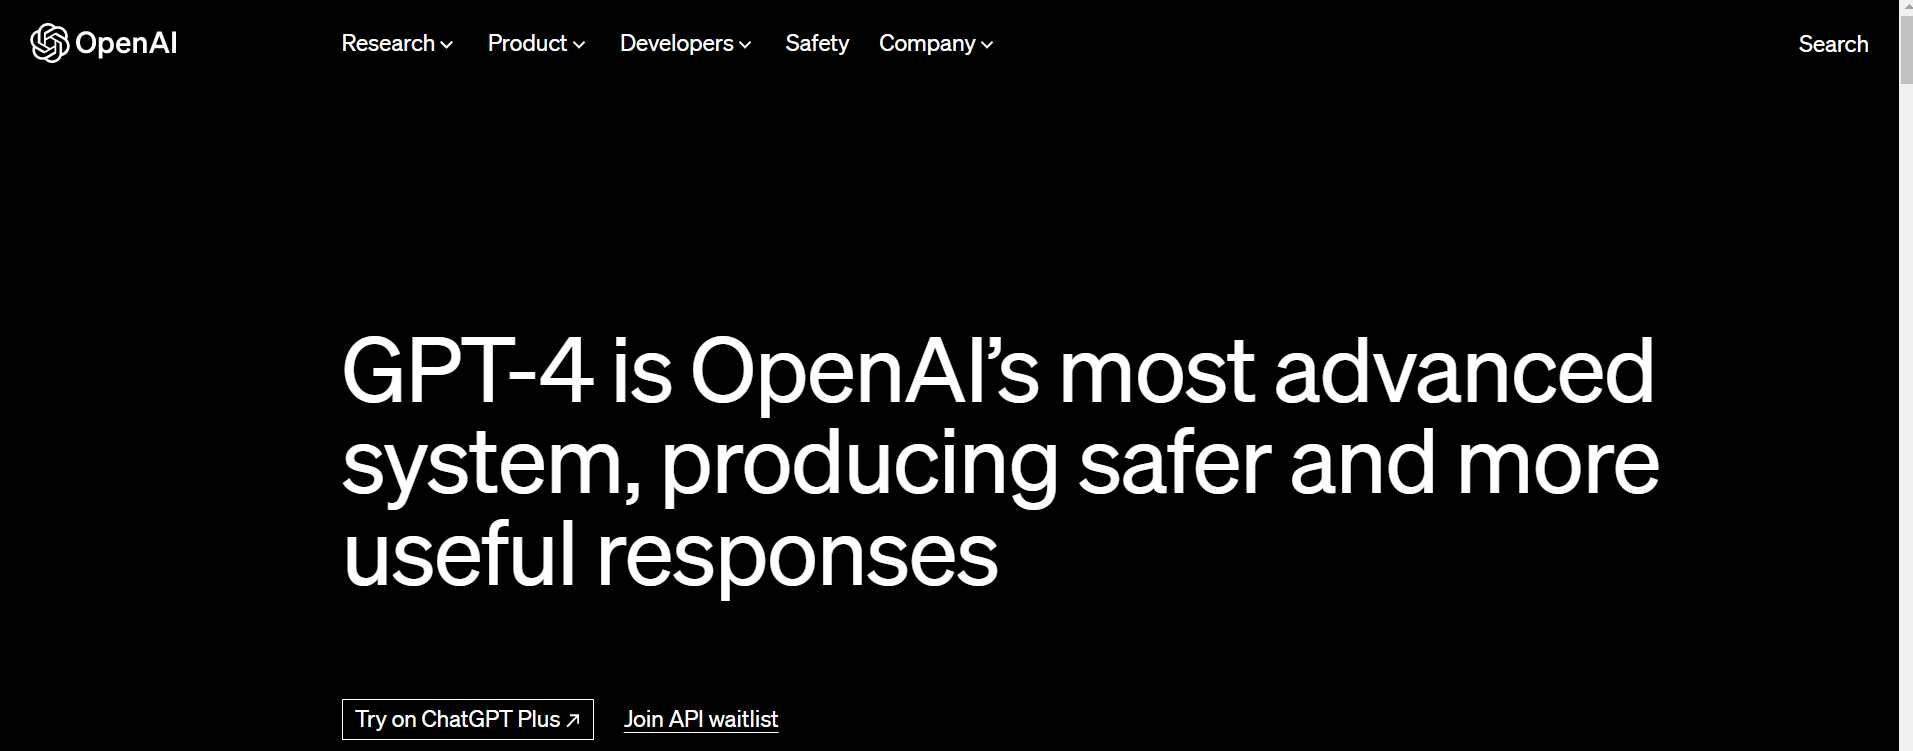 OpenAI
Research
Product
Developers
Safety
Company
Search
GPT-4 is OpenAI’s most advanced
system, producing safer and more
useful responses
Try on ChatGPT Plus ↗
Join API waitlist